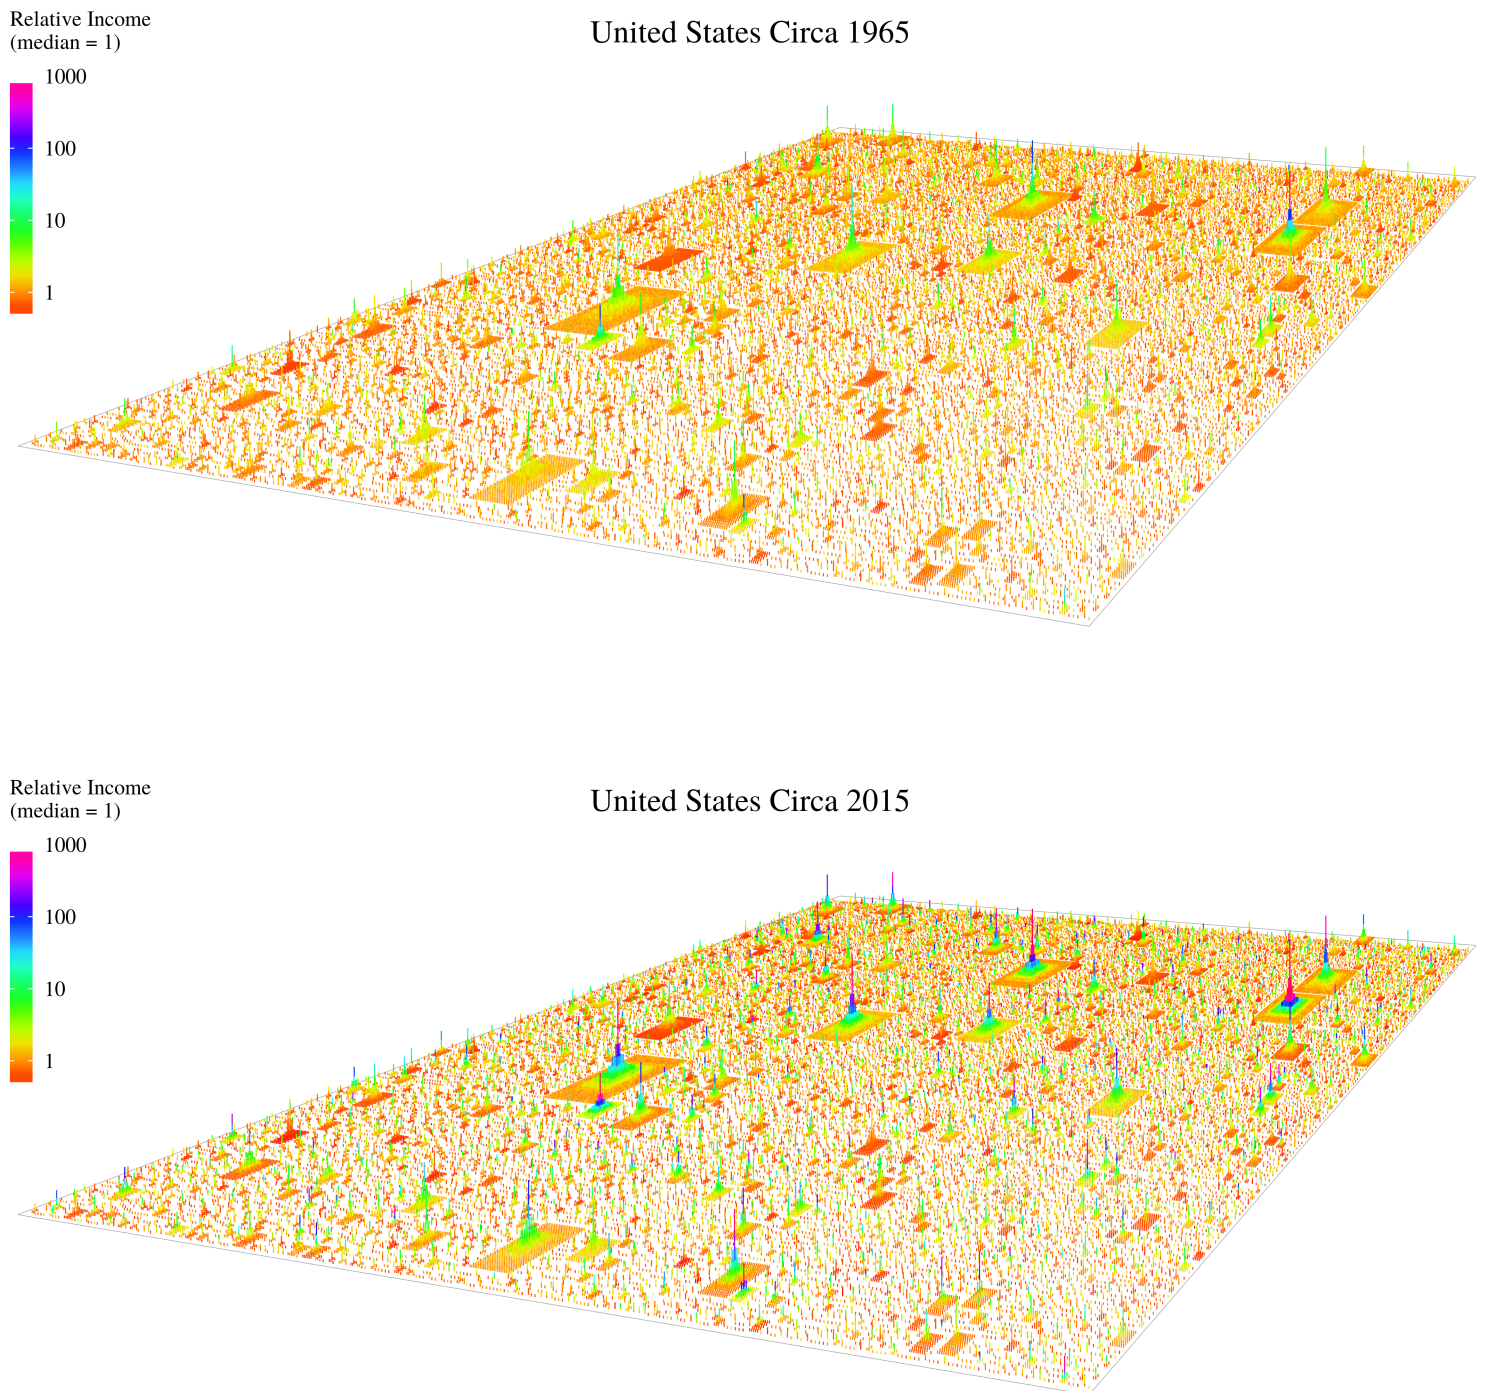 Relative Income
(median = 1)
United States Circa 1965
1000
100
10
1
Relative Income
(median = 1)
United States Circa 2015
1000
100
10
1